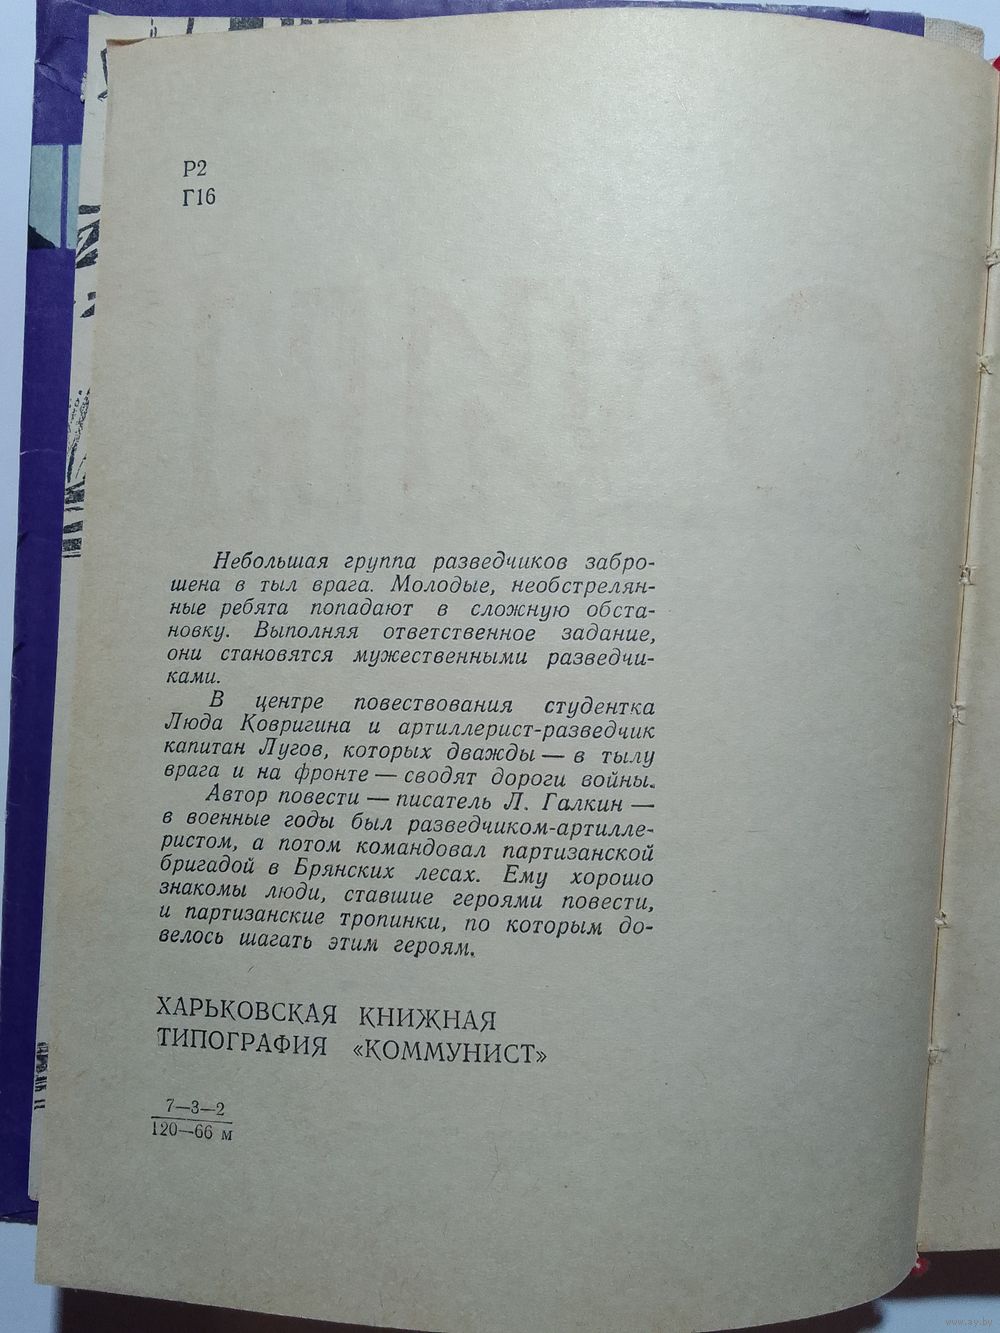 Р2
Г16
Небольшая группа разведчиков забро-
шена в тыл врага. Молодые, необстрелян-
ные ребята попадают в сложную обста-
новку. Выполняя ответственное задание,
они становятся мужественными разведчи-
ками.
В центре повествования студентка
Люда Ковригина и артиллерист-разведчик
капитан Лугов, которых дважды — в тылу
врага и на фронте — сводят дороги войны.
Автор повести — писатель Л. Галкин —
в военные годы был разведчиком-артилле-
ристом, а потом командовал партизанской
бригадой в Брянских лесах. Ему хорошо
знакомы люди, ставшие героями повести,
и партизанские тропинки, по которым до-
велось шагать этим героям.
ХАРЬКОВСКАЯ КНИЖНАЯ
ТИПОГРАФИЯ «КОММУНИСТ»
7—3—2
120—66 м
www.ay.by